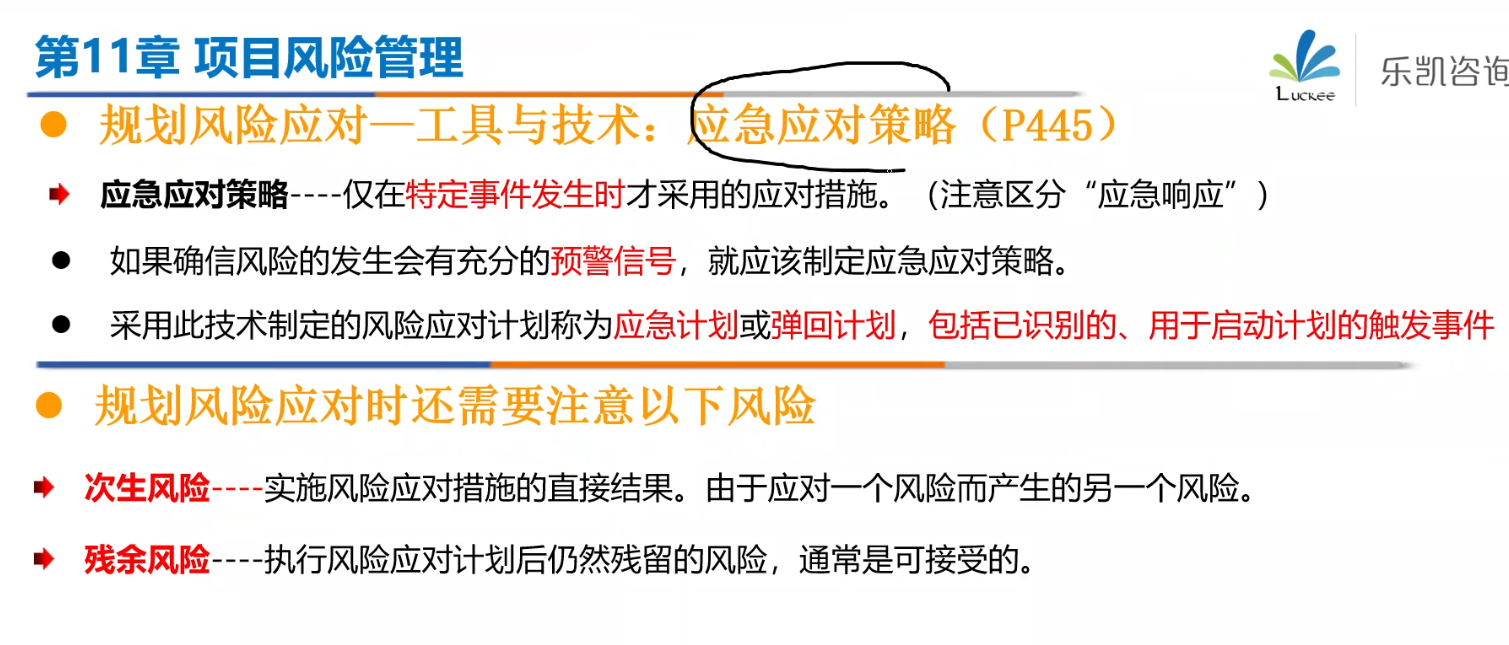 第11章 项目风险管理
Luckee
乐凯咨询
规划风险应对—工具与技术：应急应对策略（P445）
应急应对策略----仅在特定事件发生时才采用的应对措施。（注意区分“应急响应”）
如果确信风险的发生会有充分的预警信号，就应该制定应急应对策略。
采用此技术制定的风险应对计划称为应急计划或弹回计划，包括已识别的、用于启动计划的触发事件
规划风险应对时还需要注意以下风险
次生风险----实施风险应对措施的直接结果。由于应对一个风险而产生的另一个风险。
残余风险----执行风险应对计划后仍然残留的风险，通常是可接受的。